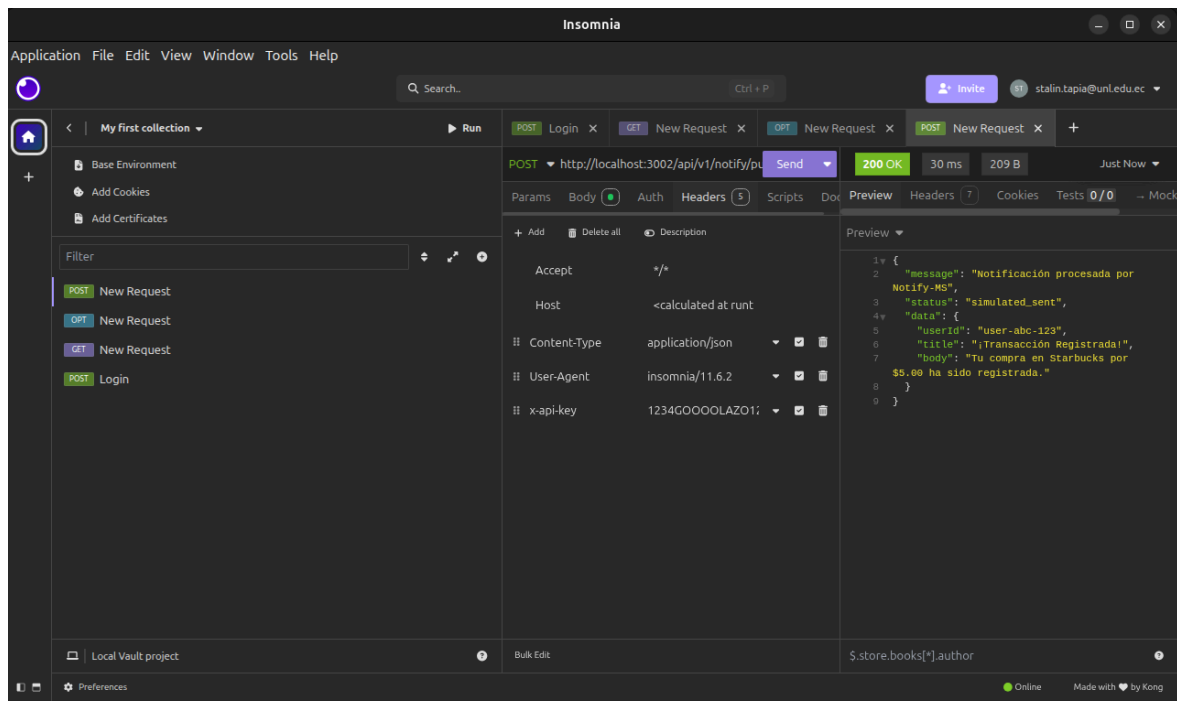 Insomnia
Application File Edit View Window Tools Help
Search.. Ctrl + P
Invite
ST stalin.tapia@unl.edu.ec
My first collection
Run
Base Environment
Add Cookies
Add Certificates
Filter
POST New Request
OPT New Request
GET New Request
POST Login
Local Vault project
POST Login GET New Request OPT New Request POST New Request
POST http://localhost:3002/api/v1/notify/pu Send
Params Body Auth Headers 5 Scripts Doc
Add Delete all Description
Accept */*
Host <calculated at runt
Content-Type application/json
User-Agent insomnia/11.6.2
x-api-key 1234GOOOOLAZO12
Bulk Edit
200 OK 30 ms 209 B Just Now
Preview Headers 7 Cookies Tests 0 / 0 → Mock
Preview
1 {
2 "message": "Notificación procesada por
Notify-MS",
3 "status": "simulated_sent",
4 "data": {
5 "userId": "user-abc-123",
6 "title": "¡Transacción Registrada!",
7 "body": "Tu compra en Starbucks por
$5.00 ha sido registrada."
8 }
9 }
$.store.books[*].author
Preferences
Online Made with ♥ by Kong